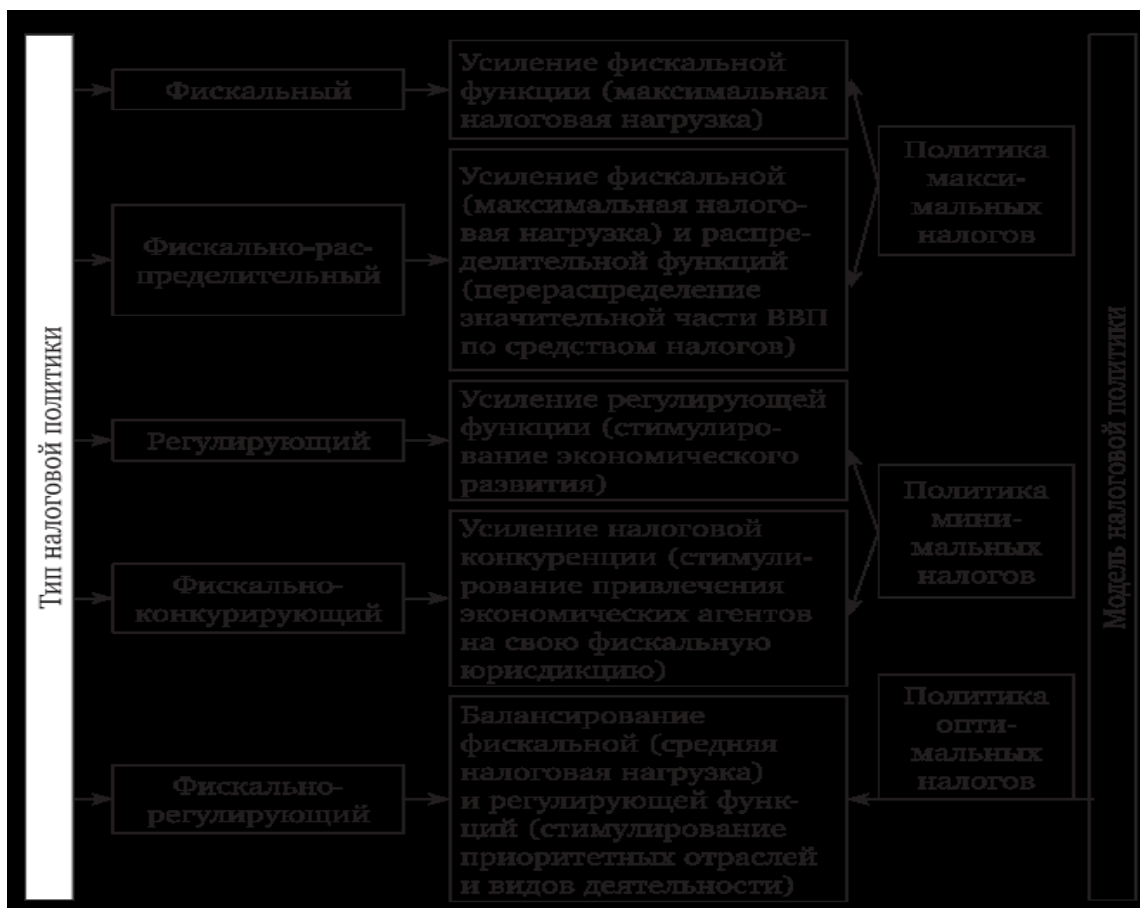 Тип налоговой политики
Фискальный
Усиление фискальной
функции (максимальная
налоговая нагрузка)
Фискально-рас-
пределительный
Усиление фискальной
(максимальная налого-
вая нагрузка) и распре-
делительной функций
(перераспределение
значительной части ВВП
по средством налогов)
Политика
макси-
мальных
налогов
Регулирующий
Усиление регулирующей
функции (стимулиро-
вание экономического
развития)
Фискально-
конкурирующий
Усиление налоговой
конкуренции (стимули-
рование привлечения
экономических агентов
на свою фискальную
юрисдикцию)
Политика
мини-
мальных
налогов
Фискально-
регулирующий
Балансирование
фискальной (средняя
налоговая нагрузка)
и регулирующей функ-
ций (стимулирование
приоритетных отраслей
и видов деятельности)
Политика
опти-
мальных
налогов
Модель налоговой политики